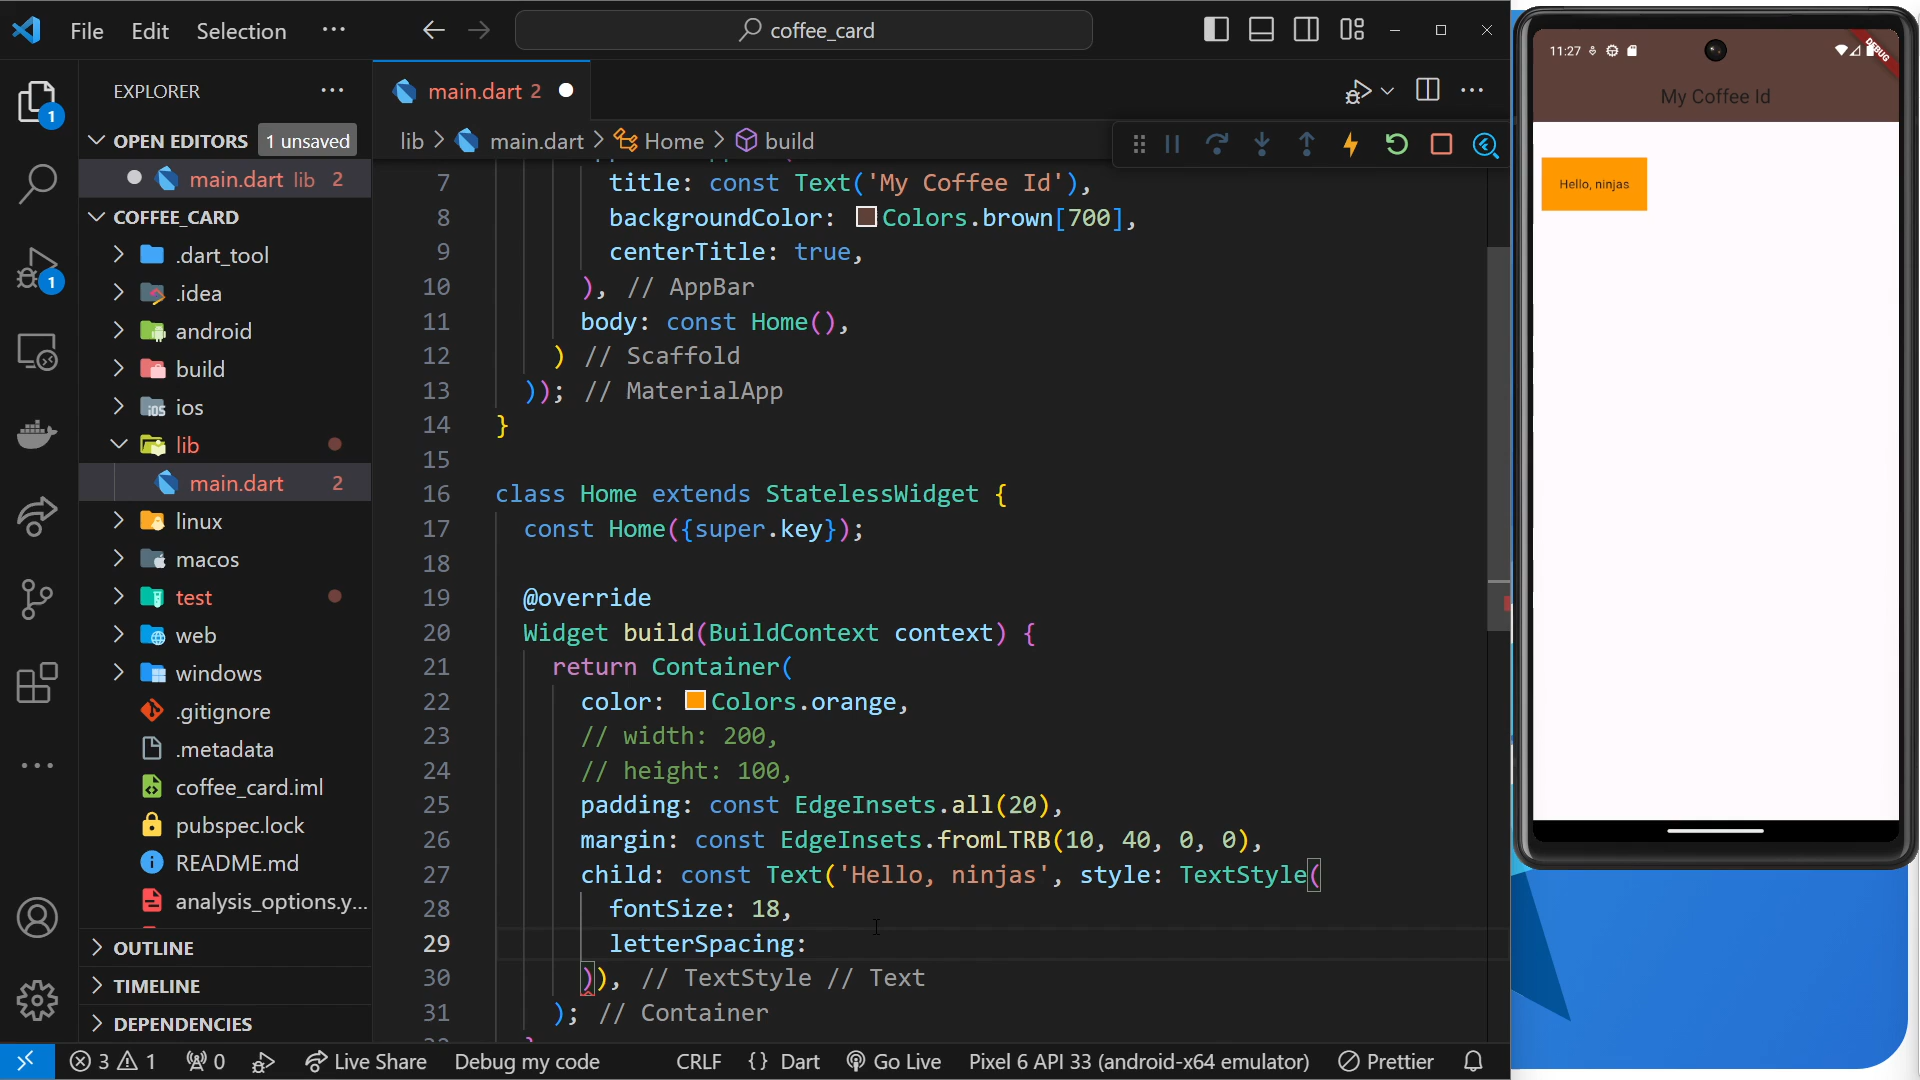 File Edit Selection ···
coffee_card
EXPLORER ···
OPEN EDITORS 1 unsaved
main.dart lib 2
COFFEE_CARD
.dart_tool
.idea
android
build
ios
lib
main.dart 2
linux
macos
test
web
windows
.gitignore
.metadata
coffee_card.iml
pubspec.lock
README.md
analysis_options.y...
OUTLINE
TIMELINE
DEPENDENCIES
1
1
main.dart 2
lib > main.dart > Home > build
7 title: const Text('My Coffee Id'),
8 backgroundColor: Colors.brown[700],
9 centerTitle: true,
10 ), // AppBar
11 body: const Home(),
12 ) // Scaffold
13 )); // MaterialApp
14 }
15
16 class Home extends StatelessWidget {
17 const Home({super.key});
18
19 @override
20 Widget build(BuildContext context) {
21 return Container(
22 color: Colors.orange,
23 // width: 200,
24 // height: 100,
25 padding: const EdgeInsets.all(20),
26 margin: const EdgeInsets.fromLTRB(10, 40, 0, 0),
27 child: const Text('Hello, ninjas', style: TextStyle(
28 fontSize: 18,
29 letterSpacing:
30 )), // TextStyle // Text
31 ); // Container
3 1 0 Live Share Debug my code CRLF {} Dart Go Live Pixel 6 API 33 (android-x64 emulator) Prettier
11:27
DEBUG
My Coffee Id
Hello, ninjas